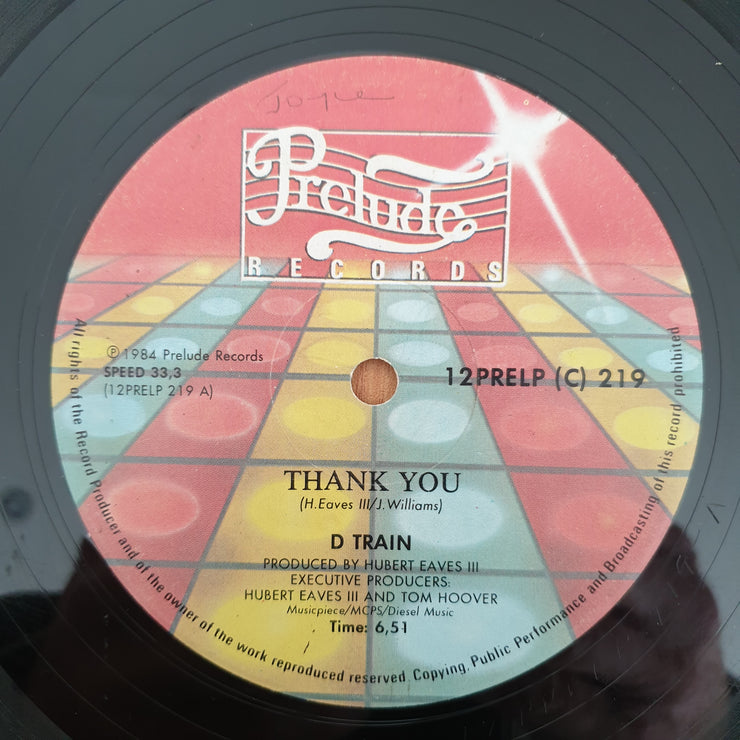 Joyce
Prelude
RECORDS
℗ 1984 Prelude Records
SPEED 33,3
(12PRELP 219 A)
12PRELP (C) 219
THANK YOU
(H.Eaves III/J.Williams)
D TRAIN
PRODUCED BY HUBERT EAVES III
EXECUTIVE PRODUCERS:
HUBERT EAVES III AND TOM HOOVER
Musicpiece/MCPS/Diesel Music
Time: 6,51
All rights of the Record Producer and of the owner of the work reproduced reserved. Copying, Public Performance and Broadcasting of this record prohibited